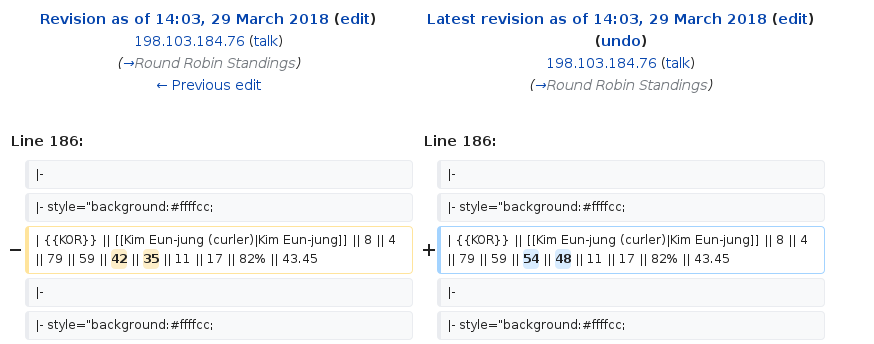 Revision as of 14:03, 29 March 2018 (edit)
198.103.184.76 (talk)
(→Round Robin Standings)
← Previous edit
Latest revision as of 14:03, 29 March 2018 (edit)
(undo)
198.103.184.76 (talk)
(→Round Robin Standings)
Line 186:
Line 186:
|-
|-
|- style="background:#ffffcc;
|- style="background:#ffffcc;
− | {{KOR}} || [[Kim Eun-jung (curler)|Kim Eun-jung]] || 8 || 4
|| 79 || 59 || 42 || 35 || 11 || 17 || 82% || 43.45
+ | {{KOR}} || [[Kim Eun-jung (curler)|Kim Eun-jung]] || 8 || 4
|| 79 || 59 || 54 || 48 || 11 || 17 || 82% || 43.45
|-
|-
|- style="background:#ffffcc;
|- style="background:#ffffcc;